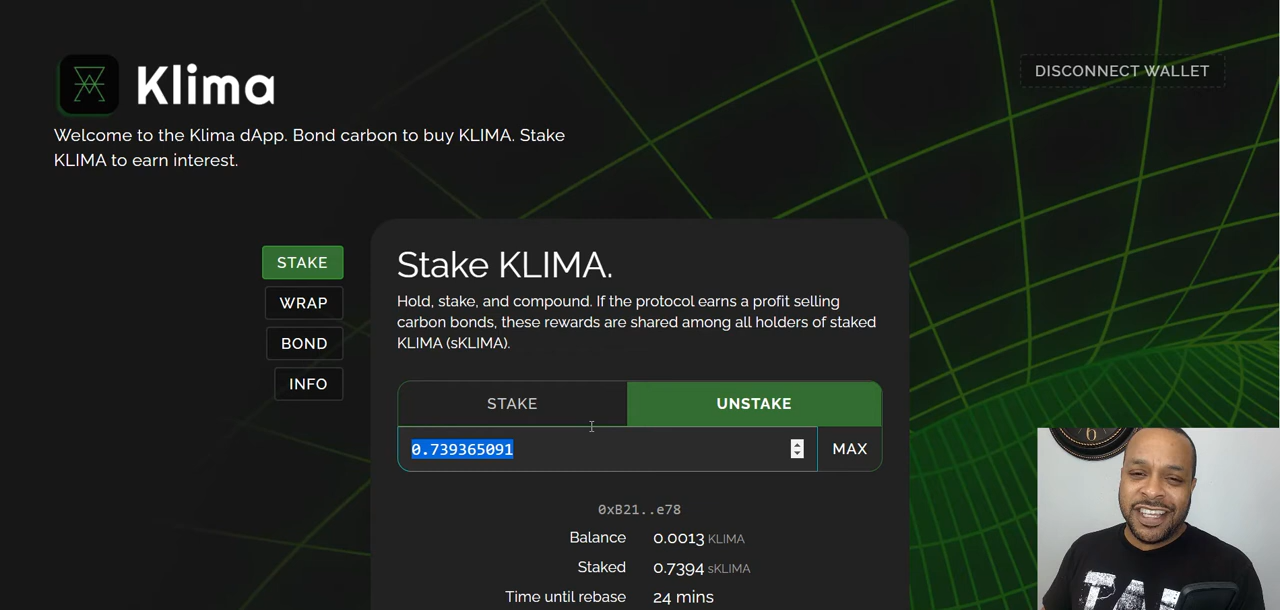 Klima
DISCONNECT WALLET
Welcome to the Klima dApp. Bond carbon to buy KLIMA. Stake
KLIMA to earn interest.
STAKE
WRAP
BOND
INFO
Stake KLIMA.
Hold, stake, and compound. If the protocol earns a profit selling
carbon bonds, these rewards are shared among all holders of staked
KLIMA (sKLIMA).
STAKE UNSTAKE
0.739365091 MAX
0xB21..e78
Balance 0.0013 KLIMA
Staked 0.7394 sKLIMA
Time until rebase 24 mins
6